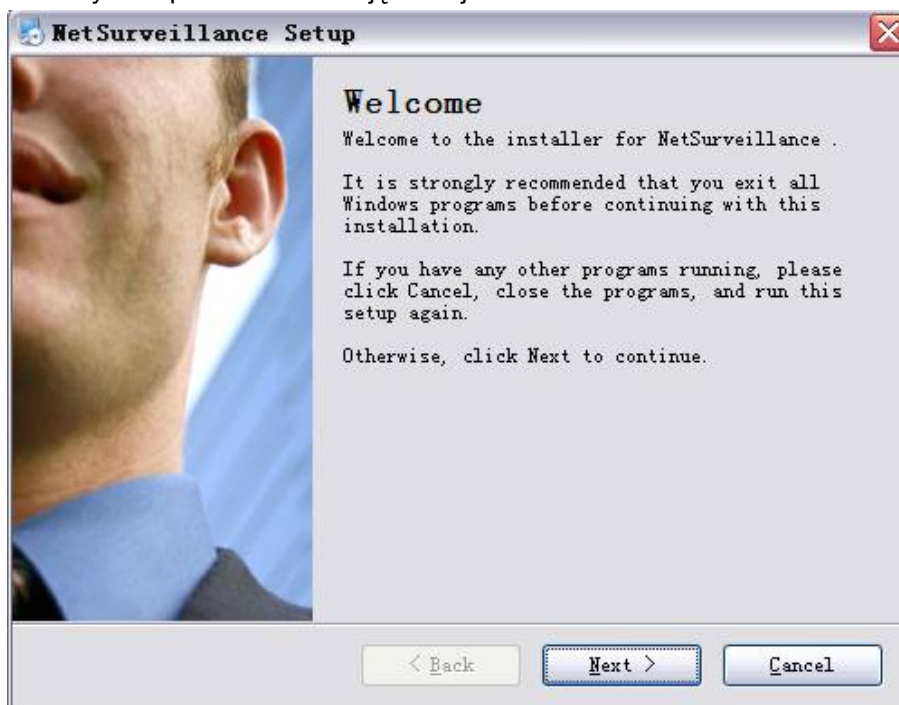 NetSurveillance Setup
Welcome
Welcome to the installer for NetSurveillance .
It is strongly recommended that you exit all
Windows programs before continuing with this
installation.
If you have any other programs running, please
click Cancel, close the programs, and run this
setup again.
Otherwise, click Next to continue.
< Back
Next >
Cancel